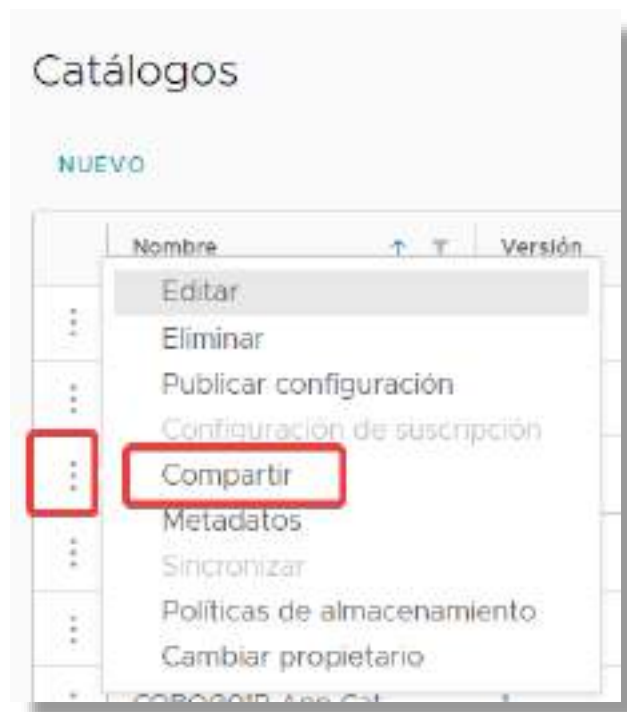 Catálogos
NUEVO
Nombre Versión
Editar
Eliminar
Publicar configuración
Configuración de suscripción
Compartir
Metadatos
Sincronizar
Políticas de almacenamiento
Cambiar propietario